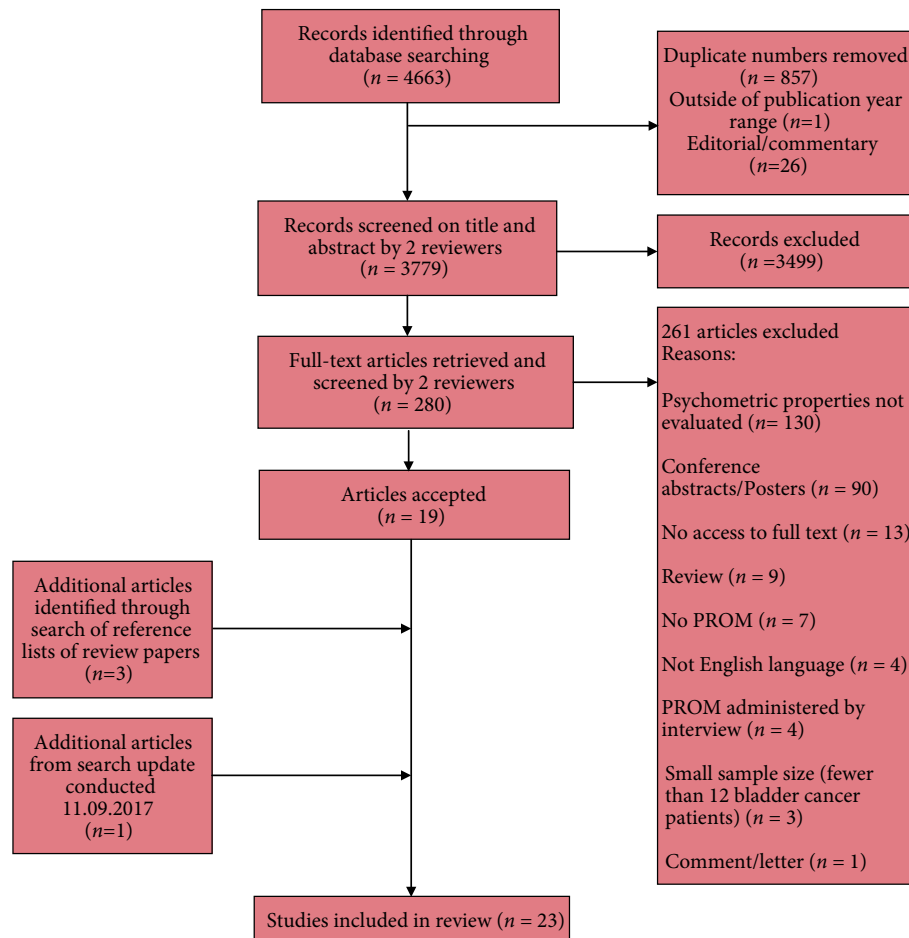 Records identified through
database searching
(n = 4663)
Duplicate numbers removed
(n = 857)
Outside of publication year
range (n=1)
Editorial/commentary
(n=26)
Records screened on title and
abstract by 2 reviewers
(n = 3779)
Records excluded
(n =3499)
Full-text articles retrieved and
screened by 2 reviewers
(n = 280)
261 articles excluded
Reasons:
Psychometric properties not
evaluated (n= 130)
Conference
abstracts/Posters (n = 90)
No access to full text (n = 13)
Review (n = 9)
No PROM (n = 7)
Not English language (n = 4)
PROM administered by
interview (n = 4)
Small sample size (fewer
than 12 bladder cancer
patients) (n = 3)
Comment/letter (n = 1)
Articles accepted
(n = 19)
Additional articles
identified through
search of reference
lists of review papers
(n=3)
Additional articles
from search update
conducted
11.09.2017
(n=1)
Studies included in review (n = 23)